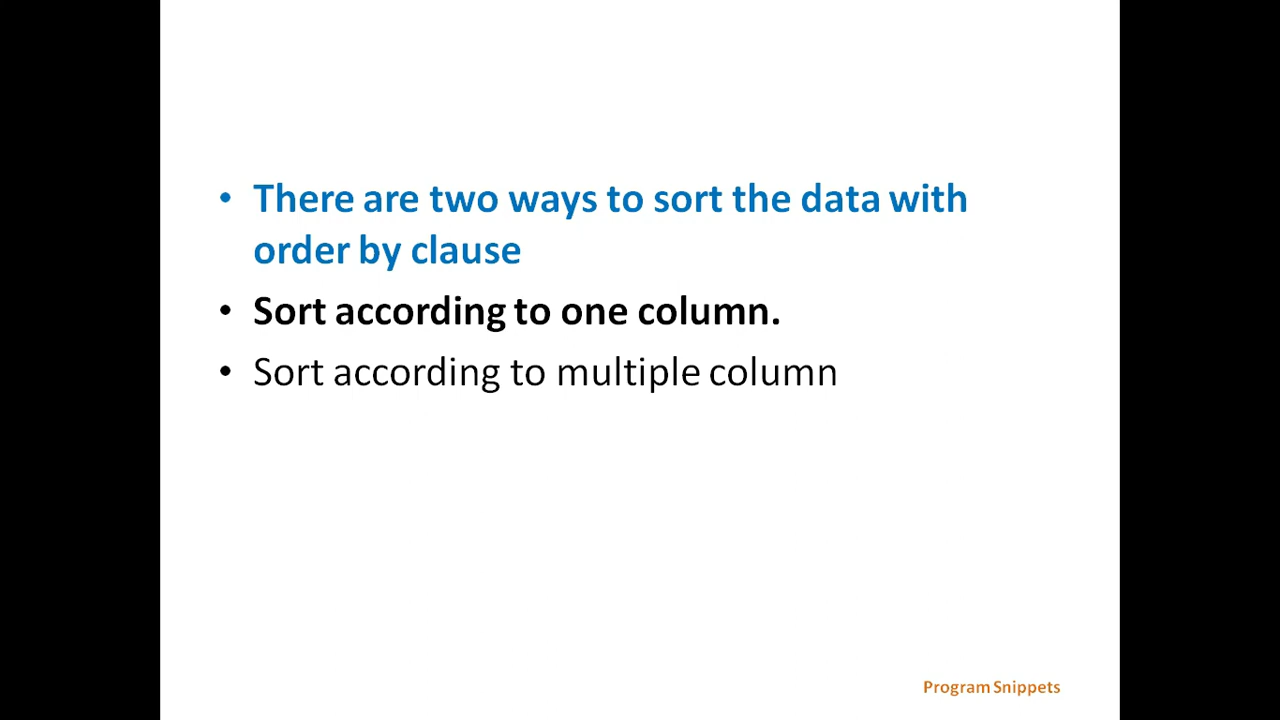 • There are two ways to sort the data with
order by clause
• Sort according to one column.
• Sort according to multiple column
Program Snippets